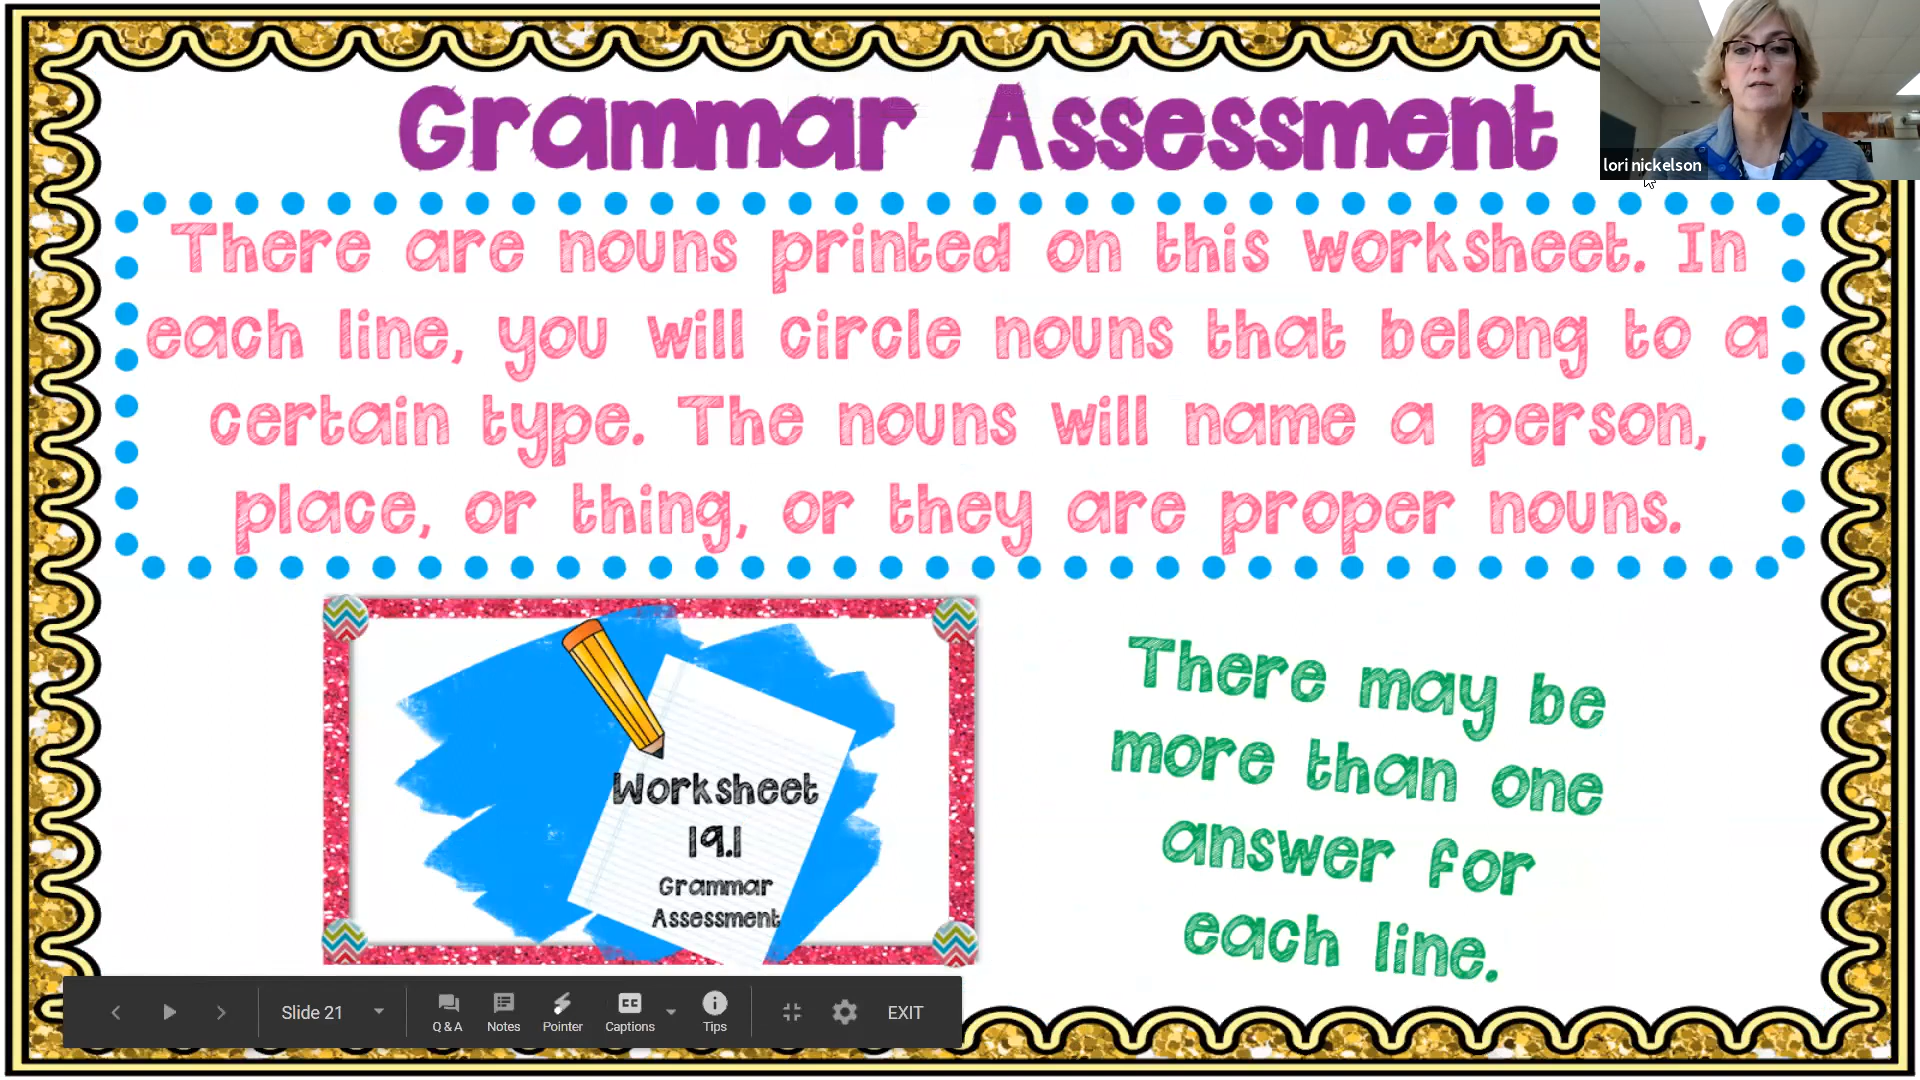 Grammar Assessment
lori nickelson
There are nouns printed on this worksheet. In
each line, you will circle nouns that belong to a
certain type. The nouns will name a person,
place, or thing, or they are proper nouns.
Worksheet
19.1
Grammar
Assessment
There may be
more than one
answer for
each line.
Slide 21
Q & A
Notes
Pointer
CC
Captions
Tips
EXIT